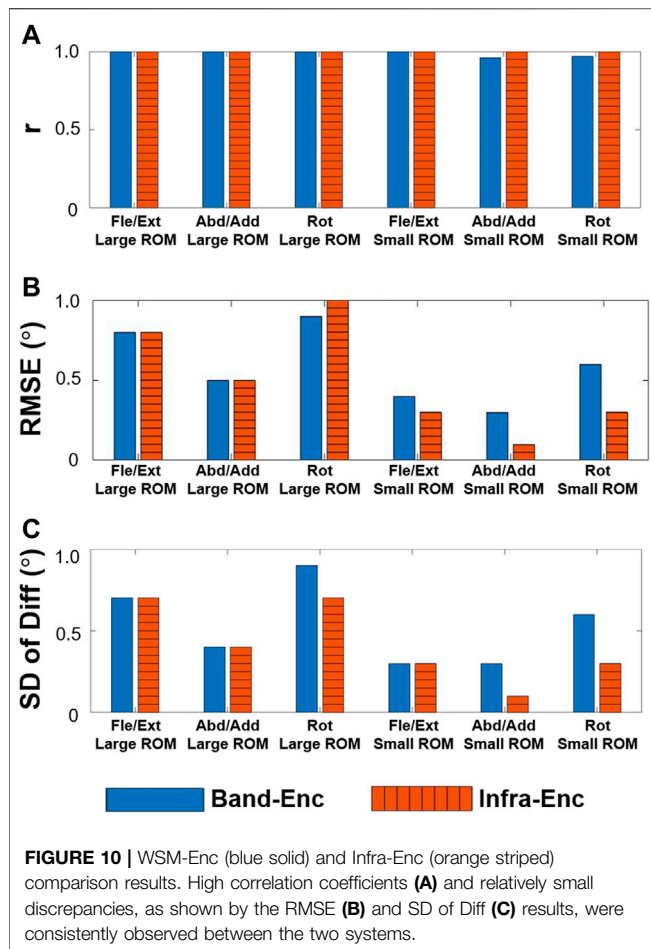 A
r
1.0
0.5
0
Fle/Ext Abd/Add Rot Fle/Ext Abd/Add Rot
Large ROM Large ROM Large ROM Small ROM Small ROM Small ROM
B
RMSE (°)
1.0
0.5
0
Fle/Ext Abd/Add Rot Fle/Ext Abd/Add Rot
Large ROM Large ROM Large ROM Small ROM Small ROM Small ROM
C
SD of Diff (°)
1.0
0.5
0
Fle/Ext Abd/Add Rot Fle/Ext Abd/Add Rot
Large ROM Large ROM Large ROM Small ROM Small ROM Small ROM
Band-Enc Infra-Enc
FIGURE 10 | WSM-Enc (blue solid) and Infra-Enc (orange striped)
comparison results. High correlation coefficients (A) and relatively small
discrepancies, as shown by the RMSE (B) and SD of Diff (C) results, were
consistently observed between the two systems.